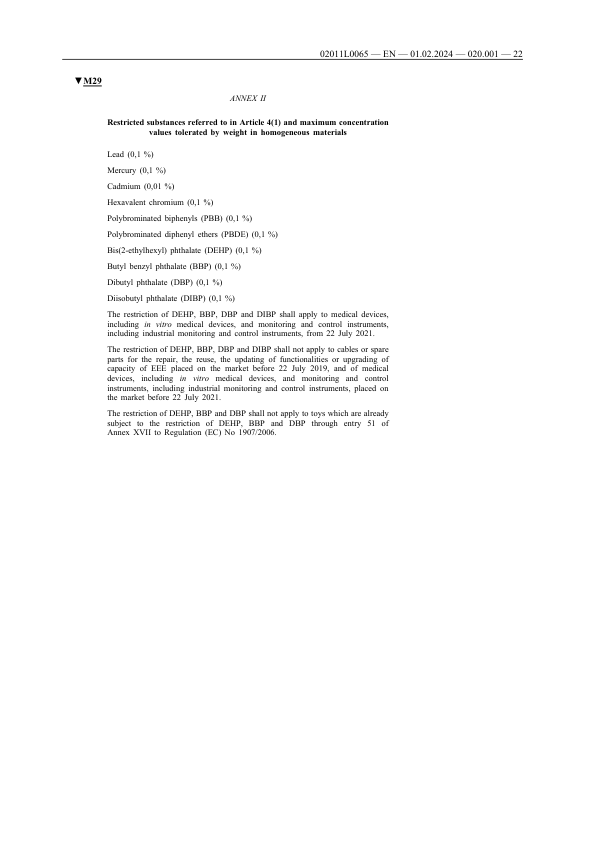 02011L0065 — EN — 01.02.2024 — 020.001 — 22
▼M29
ANNEX II
Restricted substances referred to in Article 4(1) and maximum concentration
values tolerated by weight in homogeneous materials
Lead (0,1 %)
Mercury (0,1 %)
Cadmium (0,01 %)
Hexavalent chromium (0,1 %)
Polybrominated biphenyls (PBB) (0,1 %)
Polybrominated diphenyl ethers (PBDE) (0,1 %)
Bis(2-ethylhexyl) phthalate (DEHP) (0,1 %)
Butyl benzyl phthalate (BBP) (0,1 %)
Dibutyl phthalate (DBP) (0,1 %)
Diisobutyl phthalate (DIBP) (0,1 %)
The restriction of DEHP, BBP, DBP and DIBP shall apply to medical devices,
including in vitro medical devices, and monitoring and control instruments,
including industrial monitoring and control instruments, from 22 July 2021.
The restriction of DEHP, BBP, DBP and DIBP shall not apply to cables or spare
parts for the repair, the reuse, the updating of functionalities or upgrading of
capacity of EEE placed on the market before 22 July 2019, and of medical
devices, including in vitro medical devices, and monitoring and control
instruments, including industrial monitoring and control instruments, placed on
the market before 22 July 2021.
The restriction of DEHP, BBP and DBP shall not apply to toys which are already
subject to the restriction of DEHP, BBP and DBP through entry 51 of
Annex XVII to Regulation (EC) No 1907/2006.